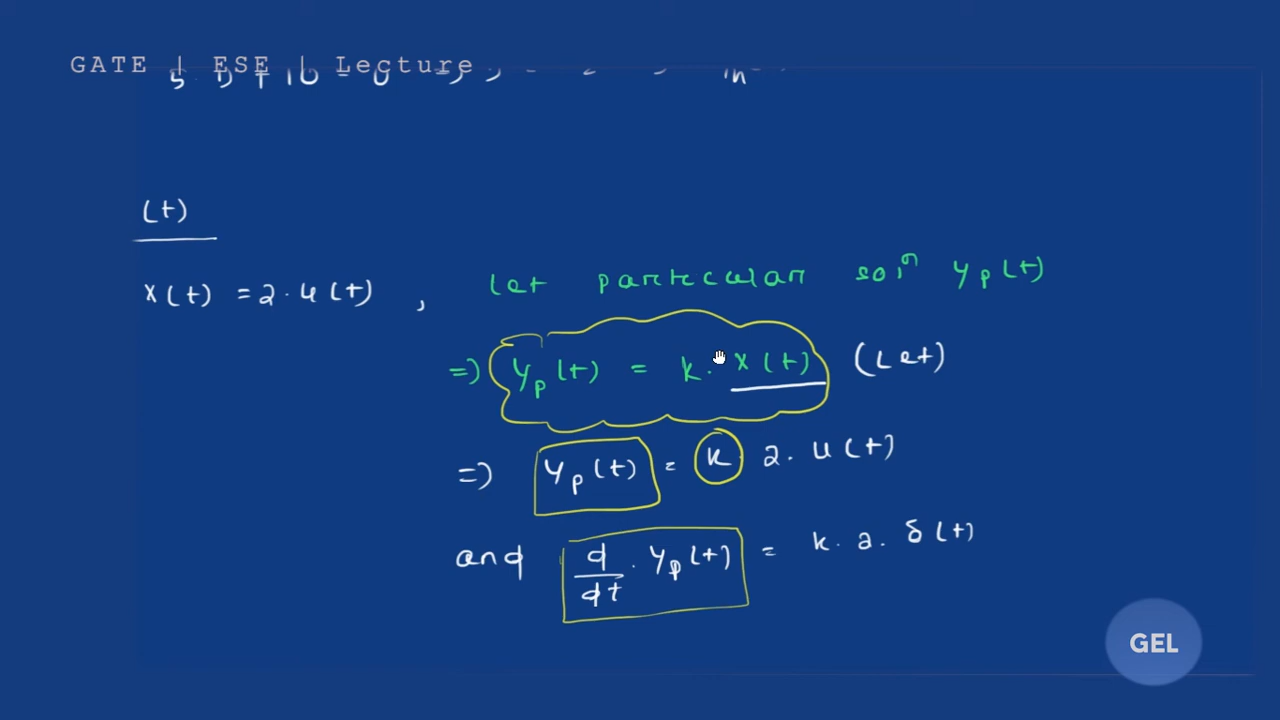 GATE | ESE | Lecture
(t)
x(t) = 2.u(t) , let particular soln yp(t)
=) yp(t) = k. x(t) (Let)
=) yp(t) = k 2. u(t)
and d/dt . yp(t) = k. 2. δ(t)
GEL